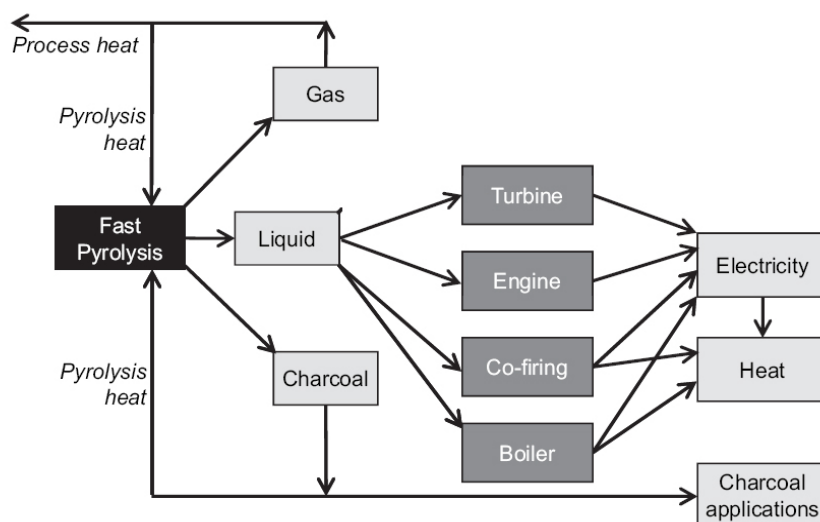 Process heat
Gas
Pyrolysis
heat
Fast
Pyrolysis
Liquid
Turbine
Engine
Electricity
Co-firing
Heat
Pyrolysis
heat
Charcoal
Boiler
Charcoal
applications